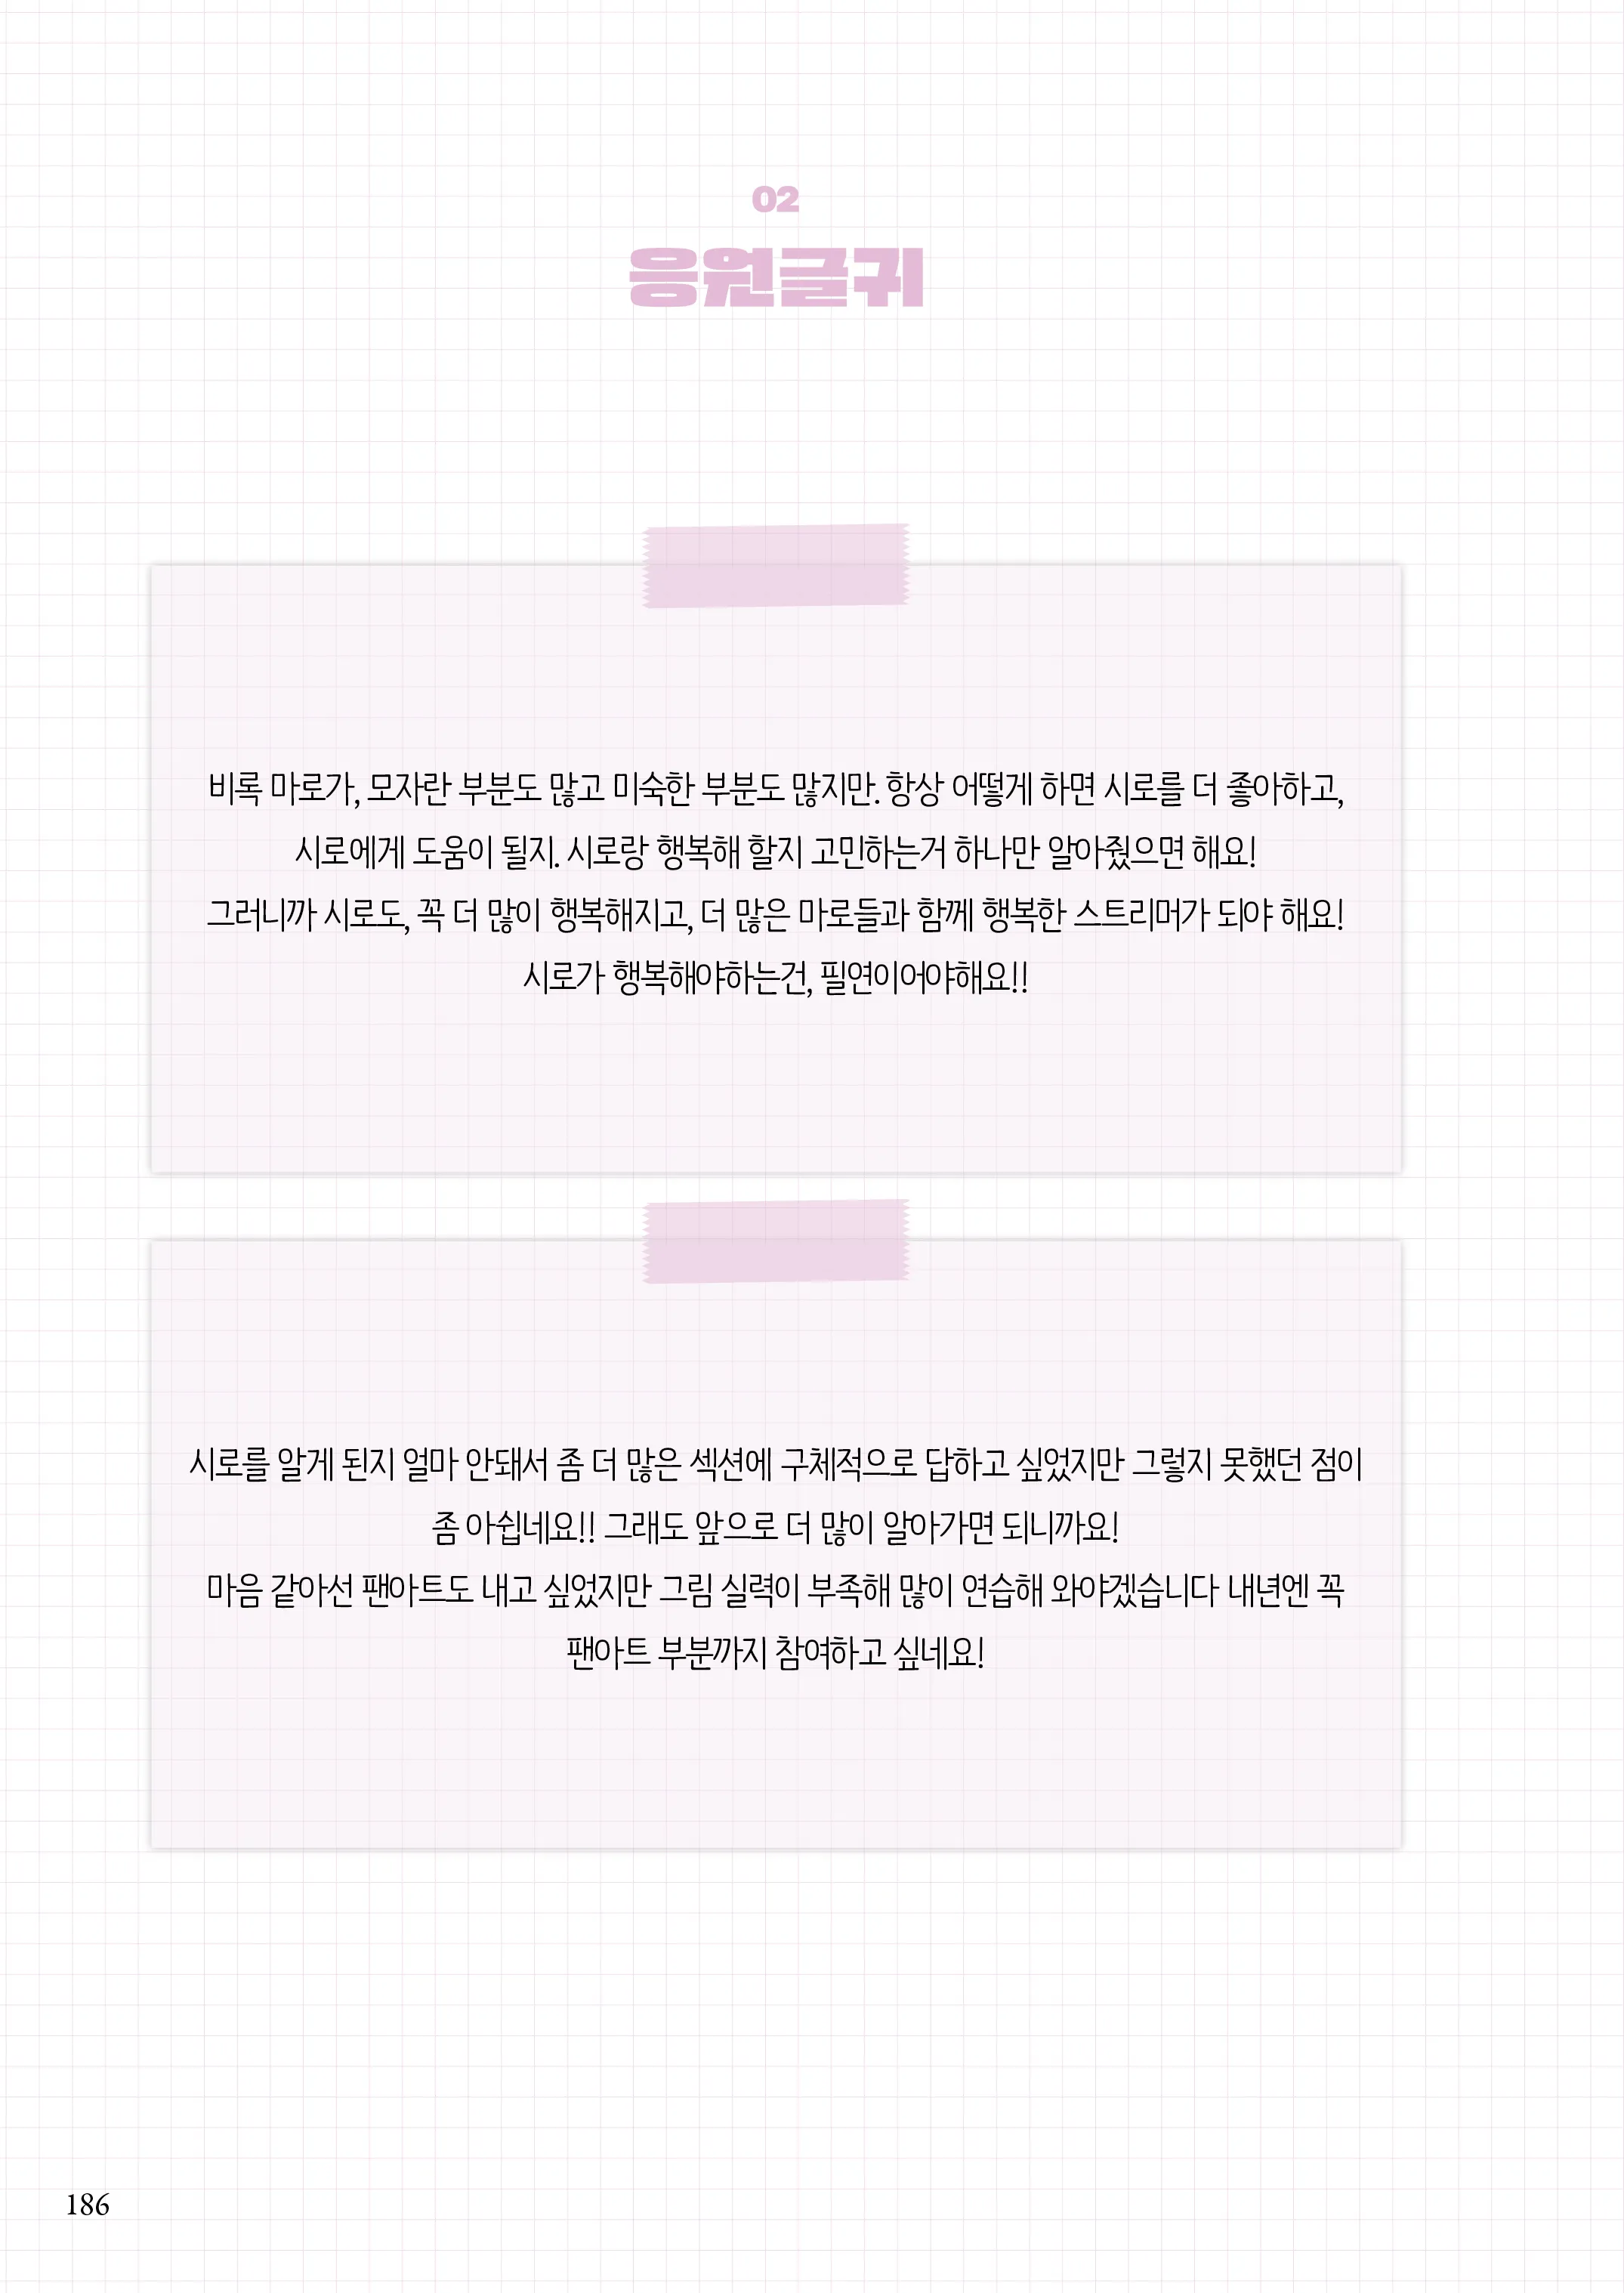 02
응원글귀
비록 마로가, 모자란 부분도 많고 미숙한 부분도 많지만. 항상 어떻게 하면 시로를 더 좋아하고,
시로에게 도움이 될지. 시로랑 행복해 할지 고민하는거 하나만 알아줬으면 해요!
그러니까 시로도, 꼭 더 많이 행복해지고, 더 많은 마로들과 함께 행복한 스트리머가 되야 해요!
시로가 행복해야하는건, 필연이어야해요!!
시로를 알게 된지 얼마 안돼서 좀 더 많은 섹션에 구체적으로 답하고 싶었지만 그렇지 못했던 점이
좀 아쉽네요!! 그래도 앞으로 더 많이 알아가면 되니까요!
마음 같아선 팬아트도 내고 싶었지만 그림 실력이 부족해 많이 연습해 와야겠습니다 내년엔 꼭
팬아트 부분까지 참여하고 싶네요!
186